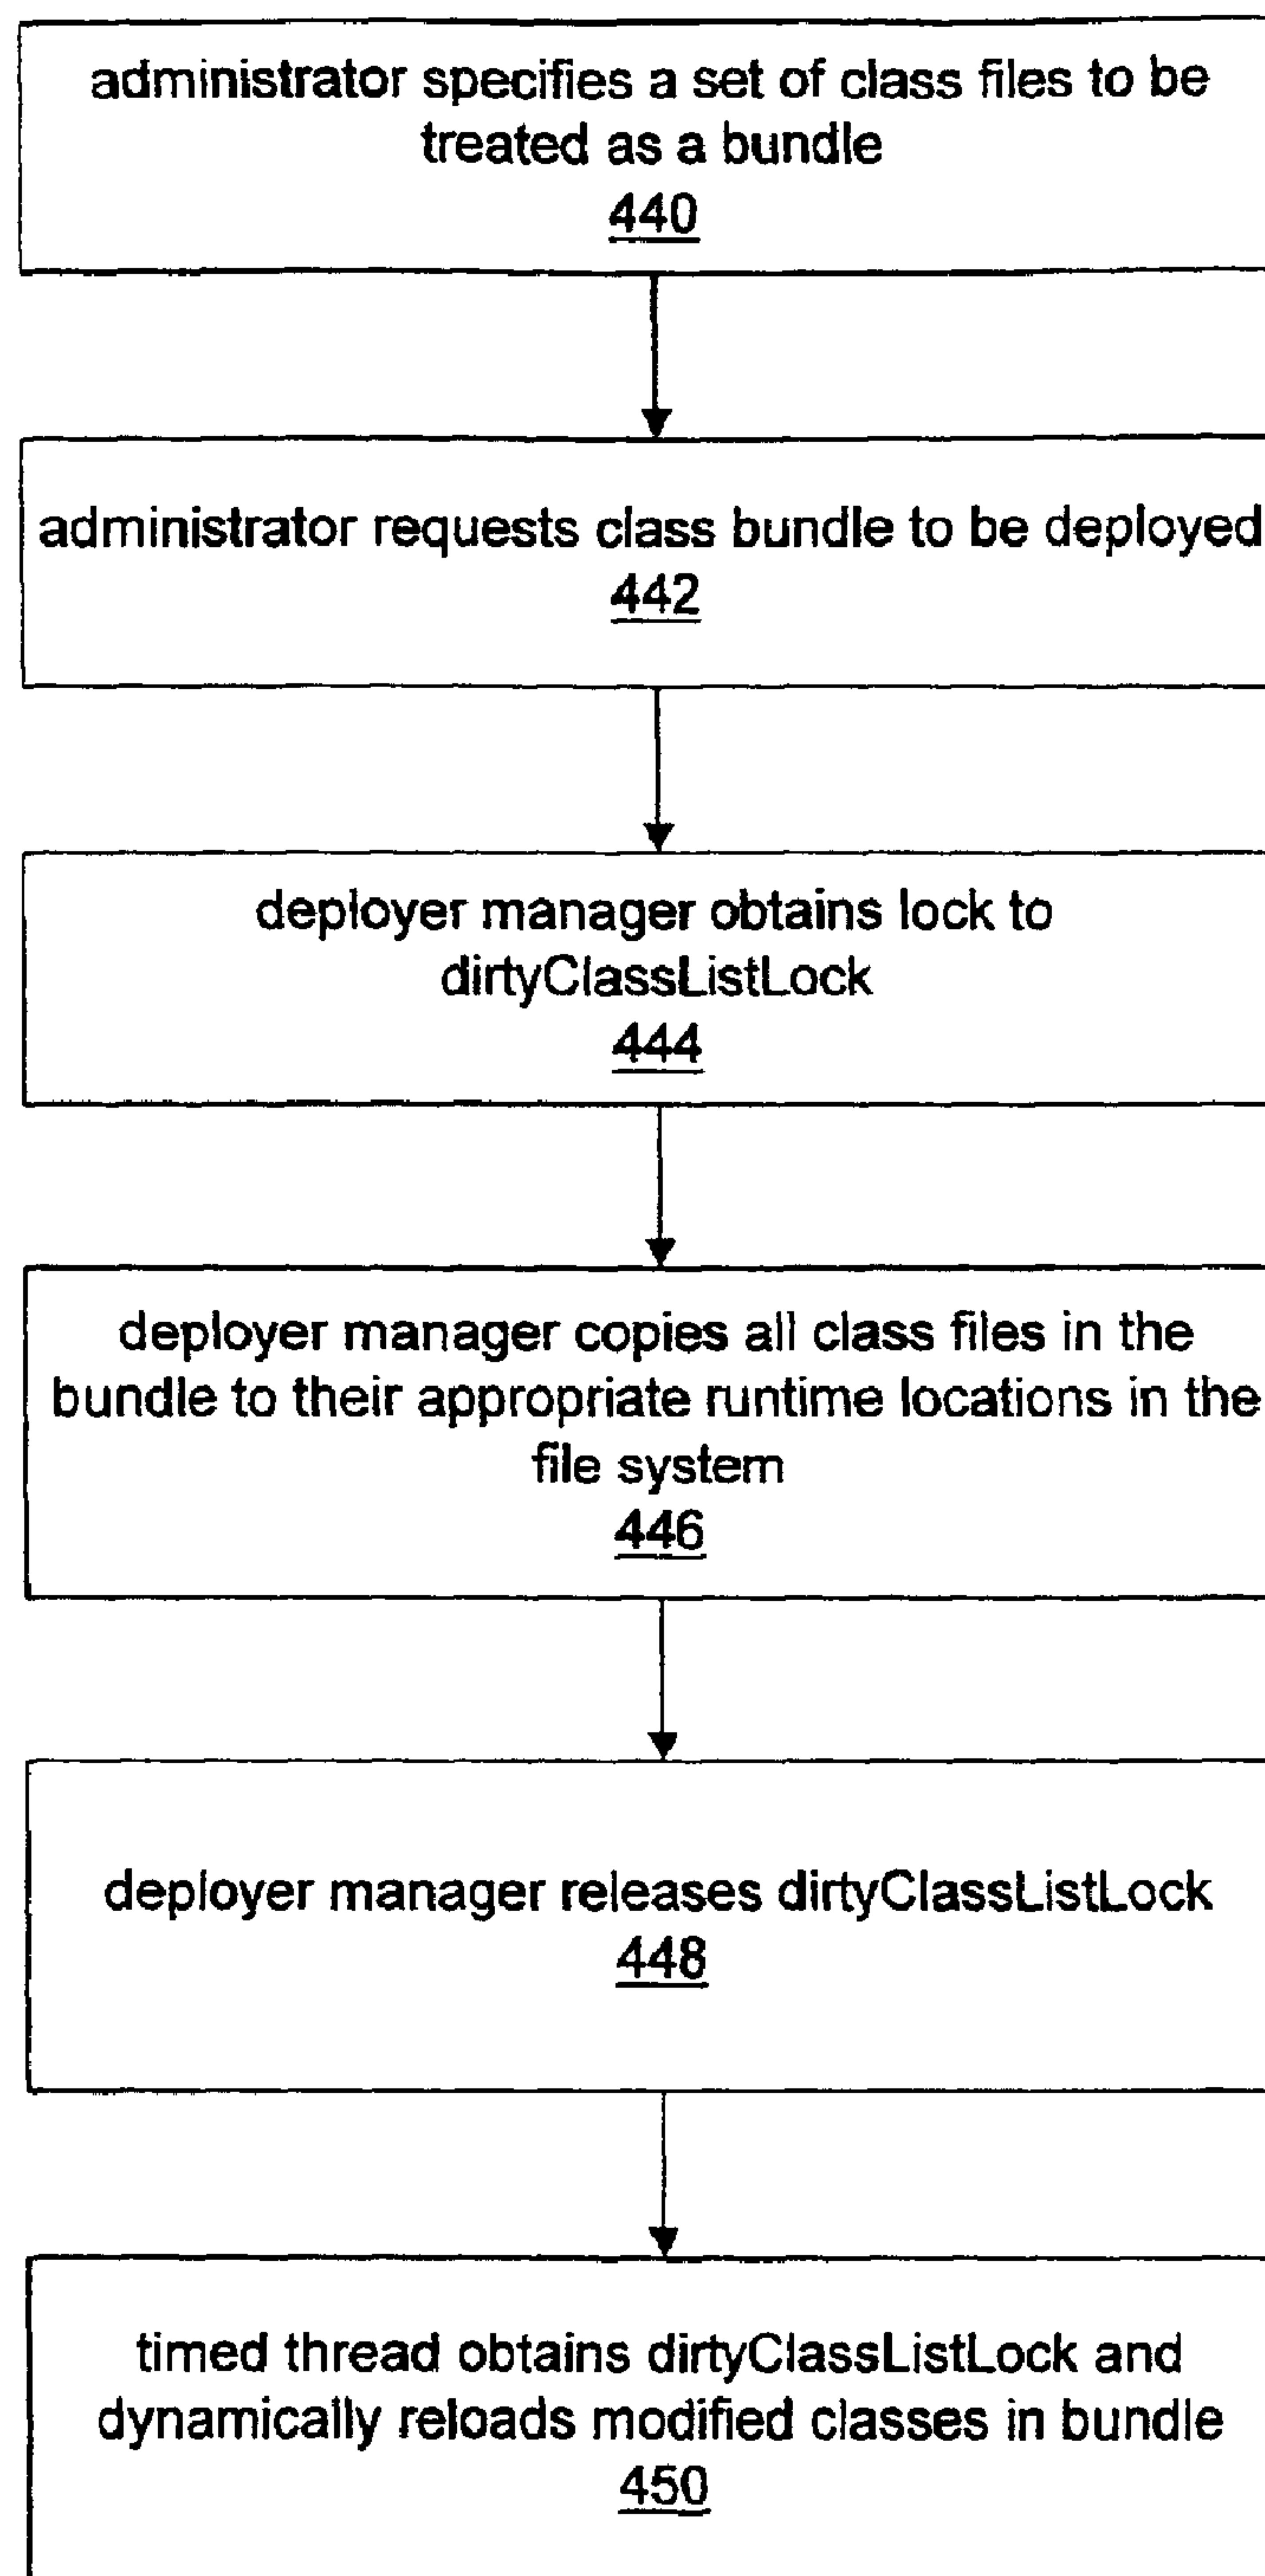 administrator specifies a set of class files to be
treated as a bundle
440
administrator requests class bundle to be deployed
442
deployer manager obtains lock to
dirtyClassListLock
444
deployer manager copies all class files in the
bundle to their appropriate runtime locations in the
file system
446
deployer manager releases dirtyClassListLock
448
timed thread obtains dirtyClassListLock and
dynamically reloads modified classes in bundle
450